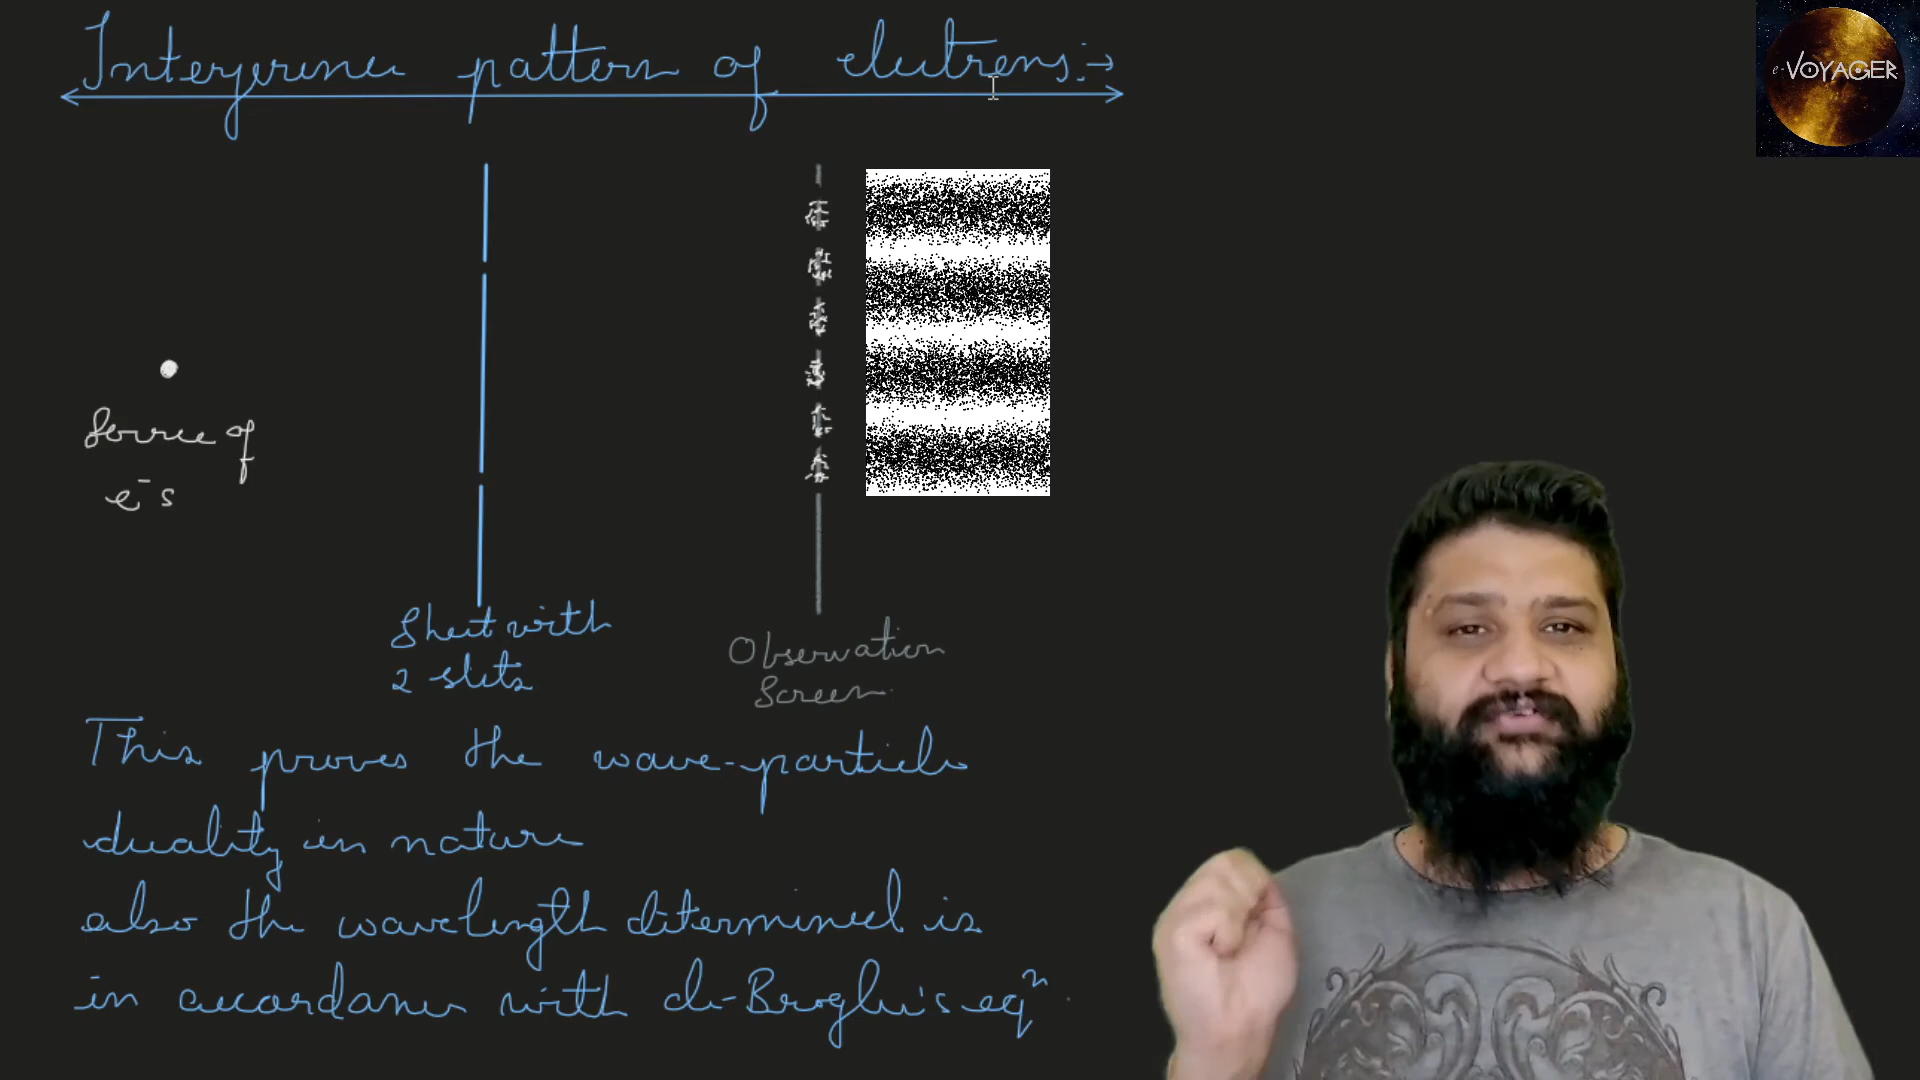 Interference pattern of electrons:→
e-VOYAGER
Source of
e⁻s
Sheet with
2 slits
Observation
Screen
This proves the wave-particle
duality in nature
also the wavelength determined is
in accordance with de-Broglie's eqⁿ.